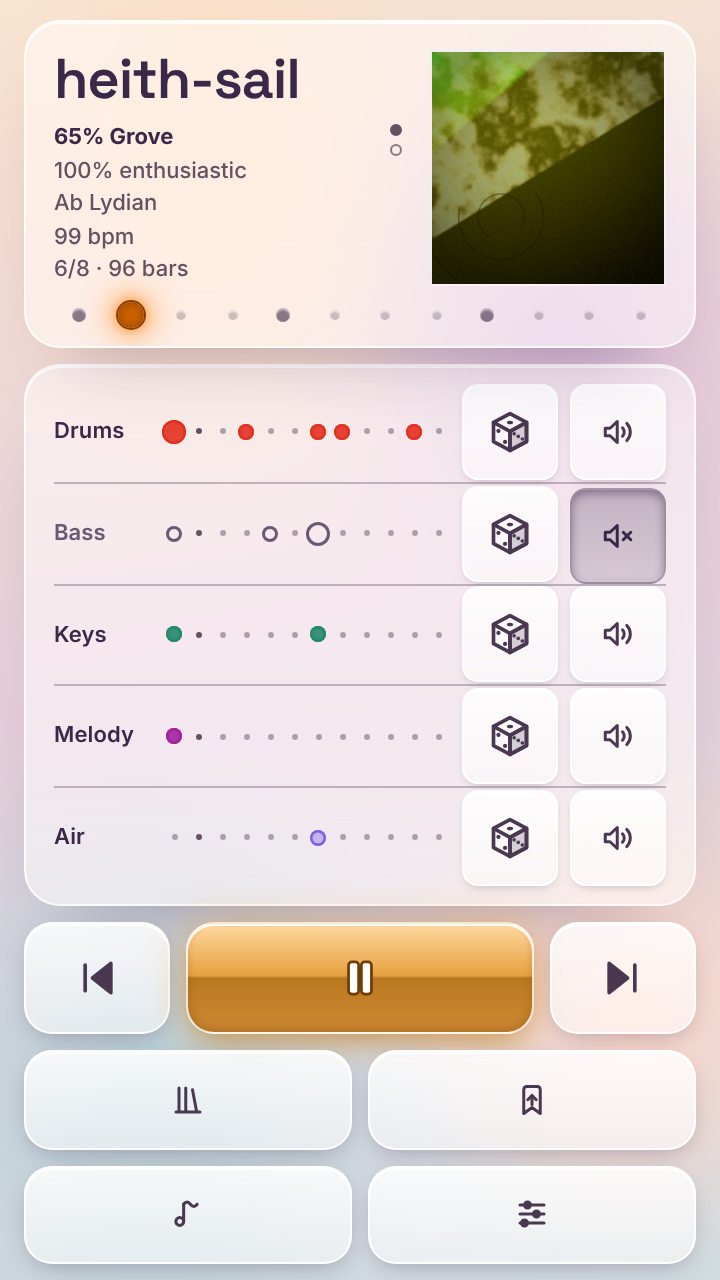 heith-sail
65% Grove
100% enthusiastic
Ab Lydian
99 bpm
6/8 · 96 bars
Drums
Bass
Keys
Melody
Air